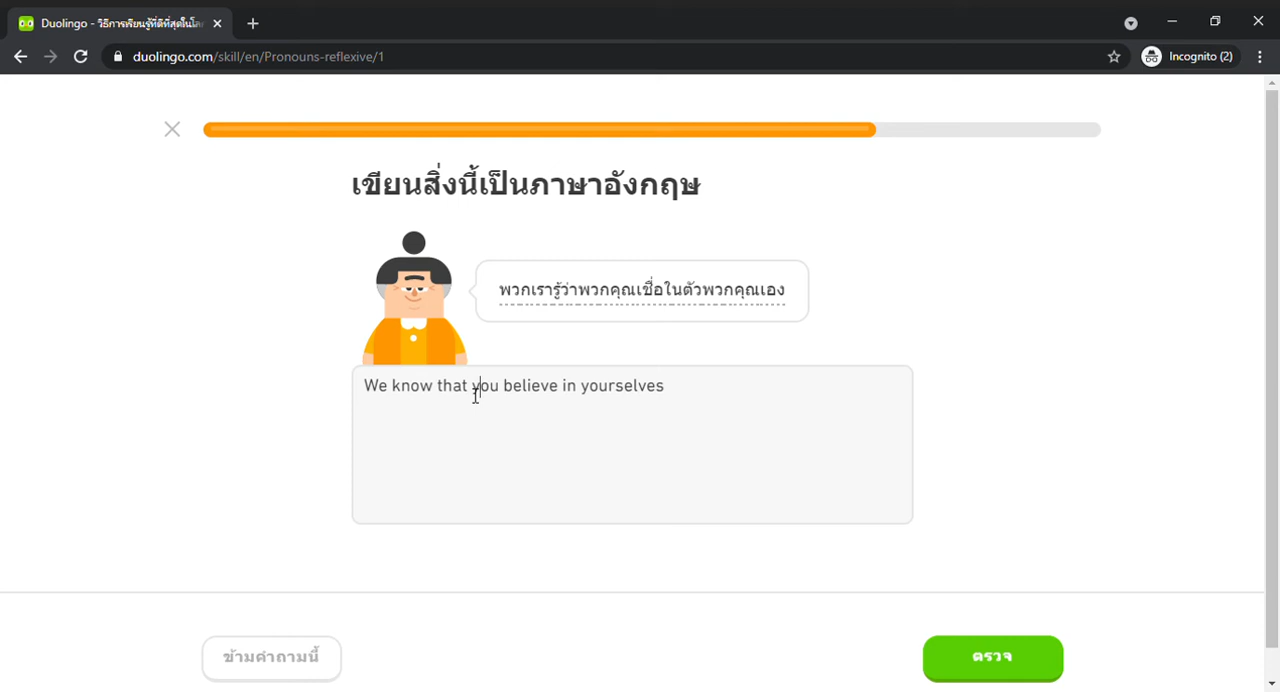 Duolingo - วิธีการเรียนรู้ที่ดีที่สุดในโล
duolingo.com/skill/en/Pronouns-reflexive/1
Incognito (2)
เขียนสิ่งนี้เป็นภาษาอังกฤษ
พวกเรารู้ว่าพวกคุณเชื่อในตัวพวกคุณเอง
We know that you believe in yourselves
ข้ามคำถามนี้
ตรวจ